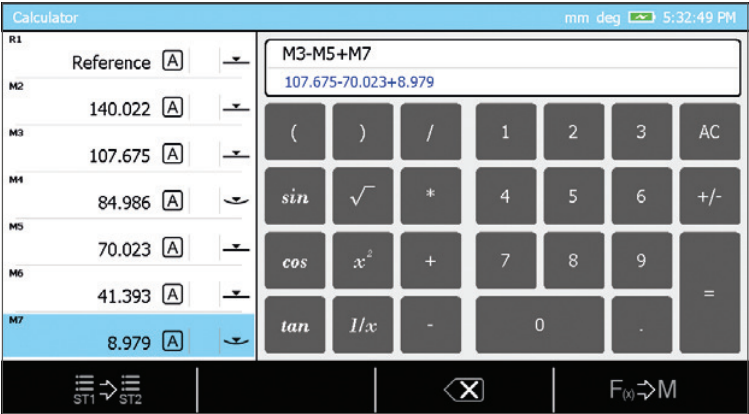 Calculator
mm deg 5:32:49 PM
R1
Reference A
M2
140.022 A
M3
107.675 A
M4
84.986 A
M5
70.023 A
M6
41.393 A
M7
8.979 A
M3-M5+M7
107.675-70.023+8.979
( ) / 1 2 3 AC
sin √ * 4 5 6 +/-
cos x² + 7 8 9 =
tan 1/x - 0 .
ST1 ST2
F(x)⇨M